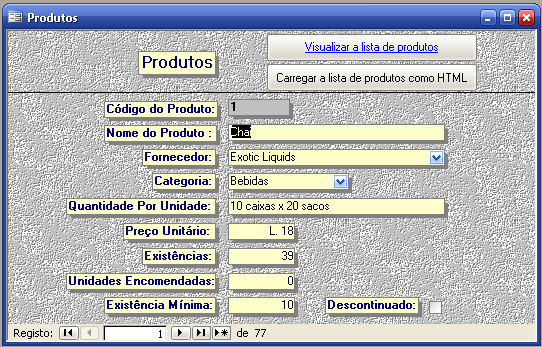 Produtos
Produtos
Visualizar a lista de produtos
Carregar a lista de produtos como HTML
Código do Produto: 1
Nome do Produto : Chai
Fornecedor: Exotic Liquids
Categoria: Bebidas
Quantidade Por Unidade: 10 caixas x 20 sacos
Preço Unitário: L. 18
Existências: 39
Unidades Encomendadas: 0
Existência Mínima: 10 Descontinuado:
Registo: 1 de 77